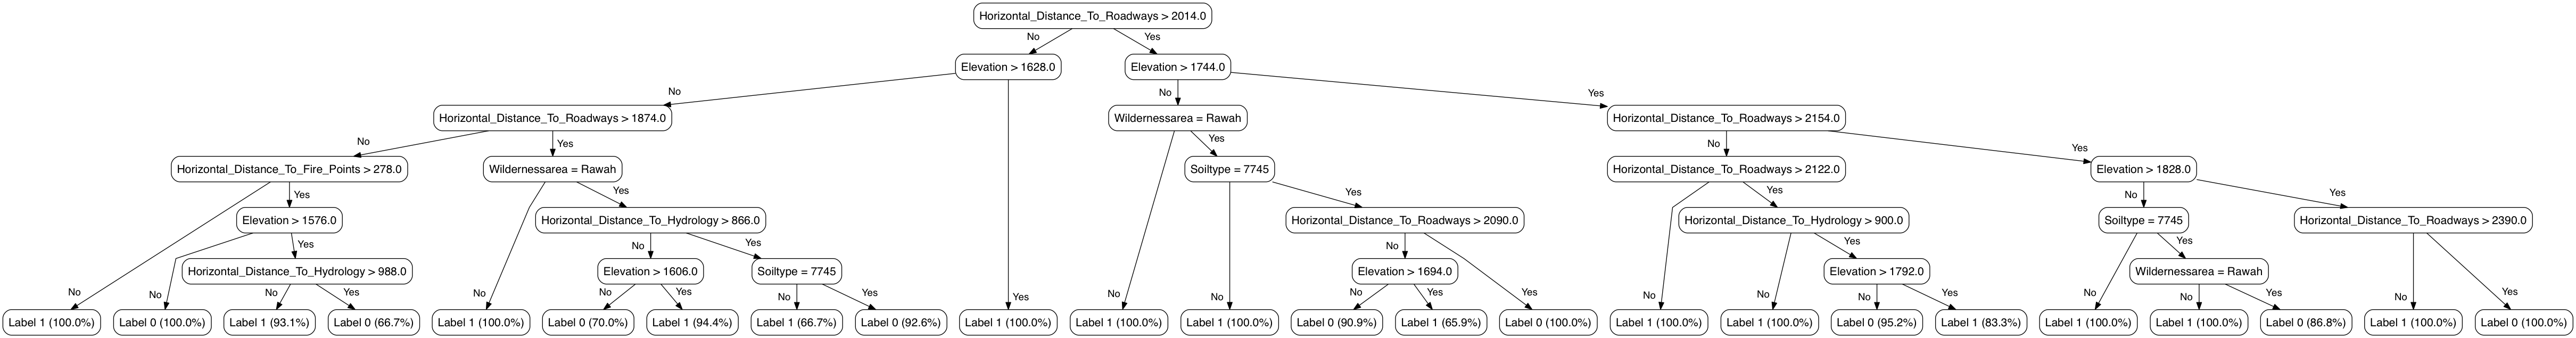 Horizontal_Distance_To_Roadways > 2014.0
No
Yes
Elevation > 1628.0
Elevation > 1744.0
No
No
Yes
Horizontal_Distance_To_Roadways > 1874.0
Wildernessarea = Rawah
Horizontal_Distance_To_Roadways > 2154.0
No
Yes
Yes
No
Yes
Horizontal_Distance_To_Fire_Points > 278.0
Wildernessarea = Rawah
Soiltype = 7745
Horizontal_Distance_To_Roadways > 2122.0
Elevation > 1828.0
Yes
Yes
Yes
Yes
No
Yes
Elevation > 1576.0
Horizontal_Distance_To_Hydrology > 866.0
Horizontal_Distance_To_Roadways > 2090.0
Horizontal_Distance_To_Hydrology > 900.0
Soiltype = 7745
Horizontal_Distance_To_Roadways > 2390.0
Yes
No
Yes
No
Yes
Yes
Horizontal_Distance_To_Hydrology > 988.0
Elevation > 1606.0
Soiltype = 7745
Elevation > 1694.0
Elevation > 1792.0
Wildernessarea = Rawah
No
No
No
Yes
No
No
Yes
No
Yes
Yes
No
No
No
Yes
Yes
No
No
No
Yes
No
No
Yes
No
Yes
Label 1 (100.0%)
Label 0 (100.0%)
Label 1 (93.1%)
Label 0 (66.7%)
Label 1 (100.0%)
Label 0 (70.0%)
Label 1 (94.4%)
Label 1 (66.7%)
Label 0 (92.6%)
Label 1 (100.0%)
Label 1 (100.0%)
Label 1 (100.0%)
Label 0 (90.9%)
Label 1 (65.9%)
Label 0 (100.0%)
Label 1 (100.0%)
Label 1 (100.0%)
Label 0 (95.2%)
Label 1 (83.3%)
Label 1 (100.0%)
Label 1 (100.0%)
Label 0 (86.8%)
Label 1 (100.0%)
Label 0 (100.0%)